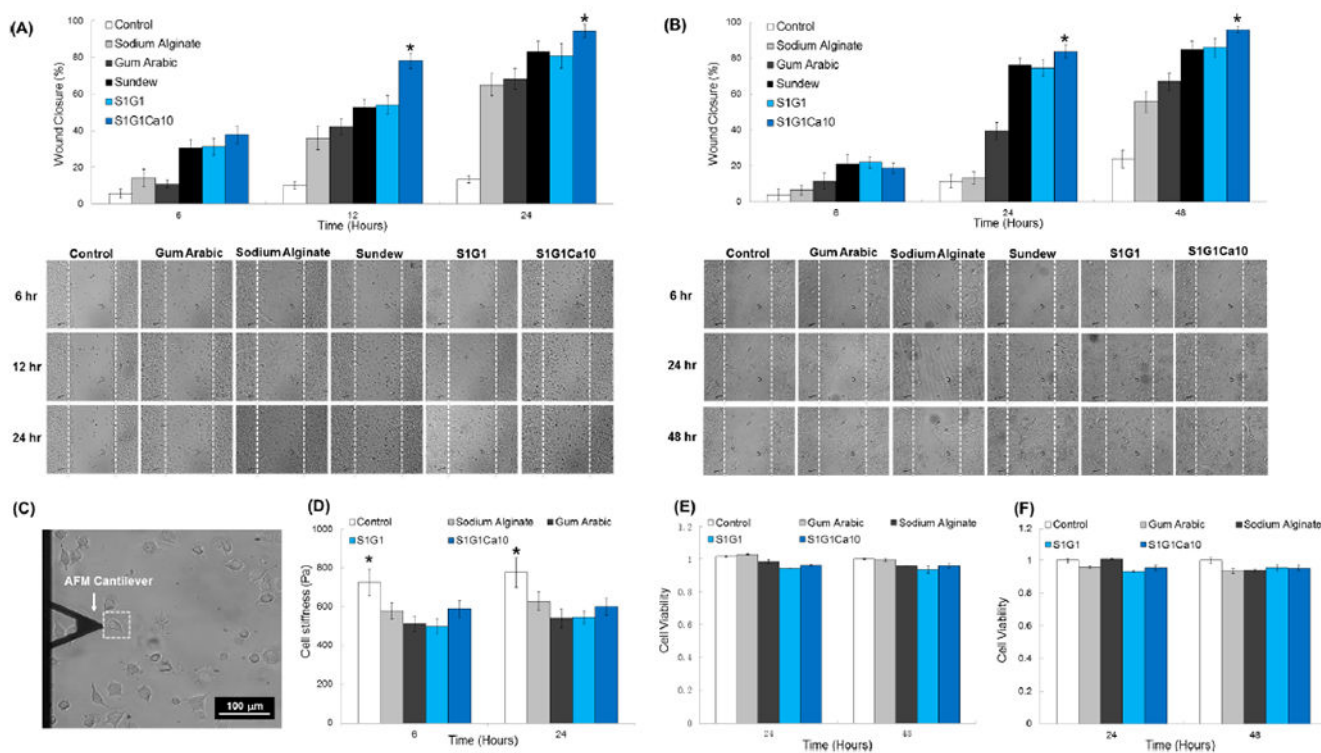 (A)
Control
Sodium Alginate
Gum Arabic
Sundew
S1G1
S1G1Ca10
*
*
100
80
60
40
20
0
Wound Closure (%)
6
12
24
Time (Hours)
Control Gum Arabic Sodium Alginate Sundew S1G1 S1G1Ca10
6 hr
12 hr
24 hr
(B)
Control
Sodium Alginate
Gum Arabic
Sundew
S1G1
S1G1Ca10
*
*
100
80
60
40
20
0
Wound Closure (%)
6
24
48
Time (Hours)
Control Gum Arabic Sodium Alginate Sundew S1G1 S1G1Ca10
6 hr
24 hr
48 hr
(C)
AFM Cantilever
100 µm
(D)
Control Sodium Alginate Gum Arabic
S1G1 S1G1Ca10
*
*
1000
800
600
400
200
0
Cell stiffness (Pa)
6
24
Time (Hours)
(E)
Control Gum Arabic Sodium Alginate
S1G1 S1G1Ca10
1.2
1
0.8
0.6
0.4
0.2
0
Cell Viability
24
48
Time (Hours)
(F)
Control Gum Arabic Sodium Alginate
S1G1 S1G1Ca10
1.2
1
0.8
0.6
0.4
0.2
0
Cell Viability
24
48
Time (Hours)